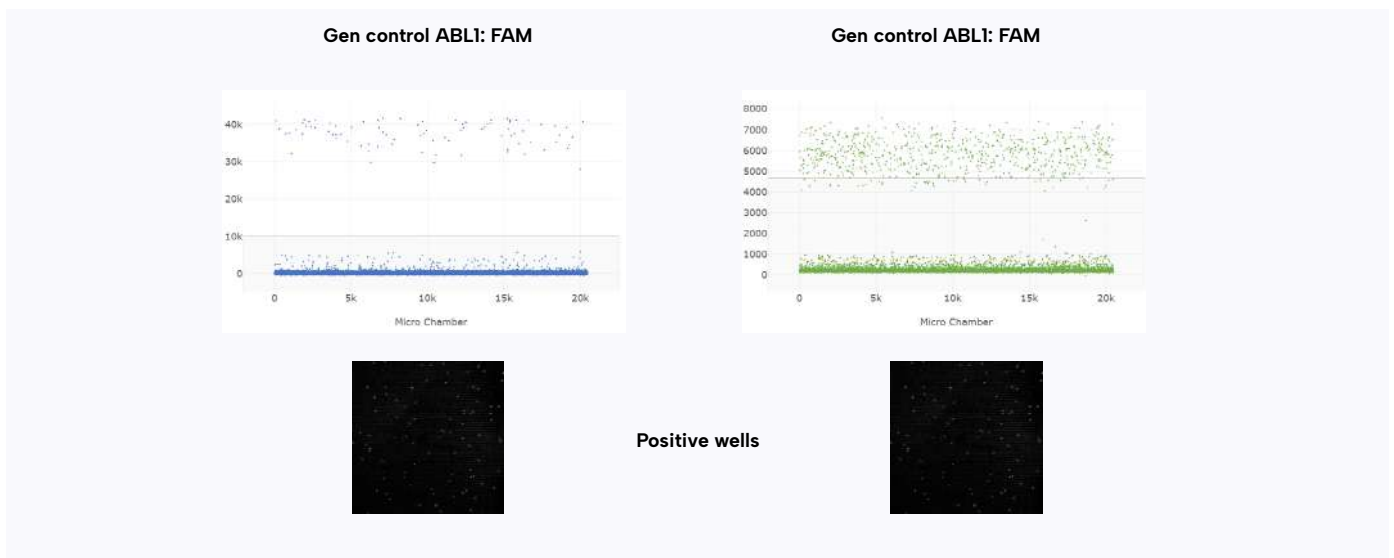 Gen control ABL1: FAM
Gen control ABL1: FAM
40k
30k
20k
10k
0
0 5k 10k 15k 20k
Micro Chamber
8000
7000
6000
5000
4000
3000
2000
1000
0
0 5k 10k 15k 20k
Micro Chamber
Positive wells